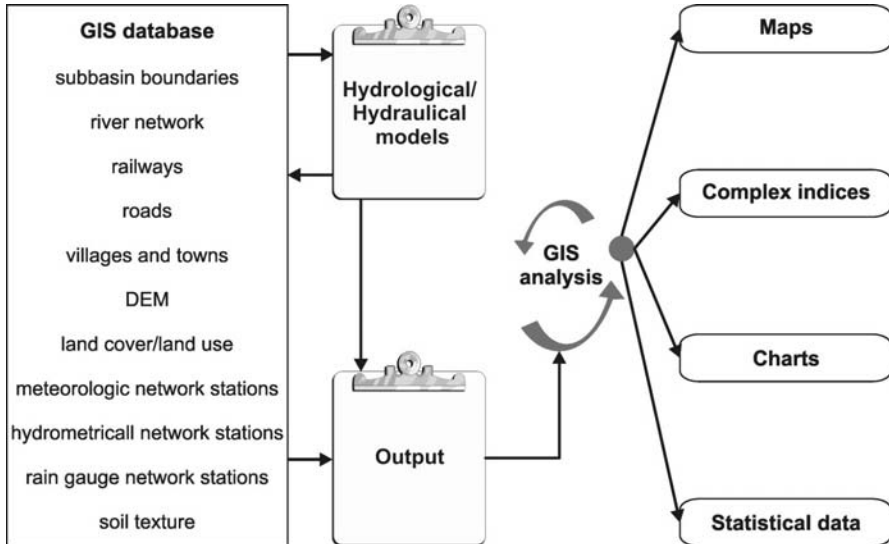 GIS database
subbasin boundaries
river network
railways
roads
villages and towns
DEM
land cover/land use
meteorologic network stations
hydrometricall network stations
rain gauge network stations
soil texture
Hydrological/
Hydraulical
models
Output
GIS
analysis
Maps
Complex indices
Charts
Statistical data